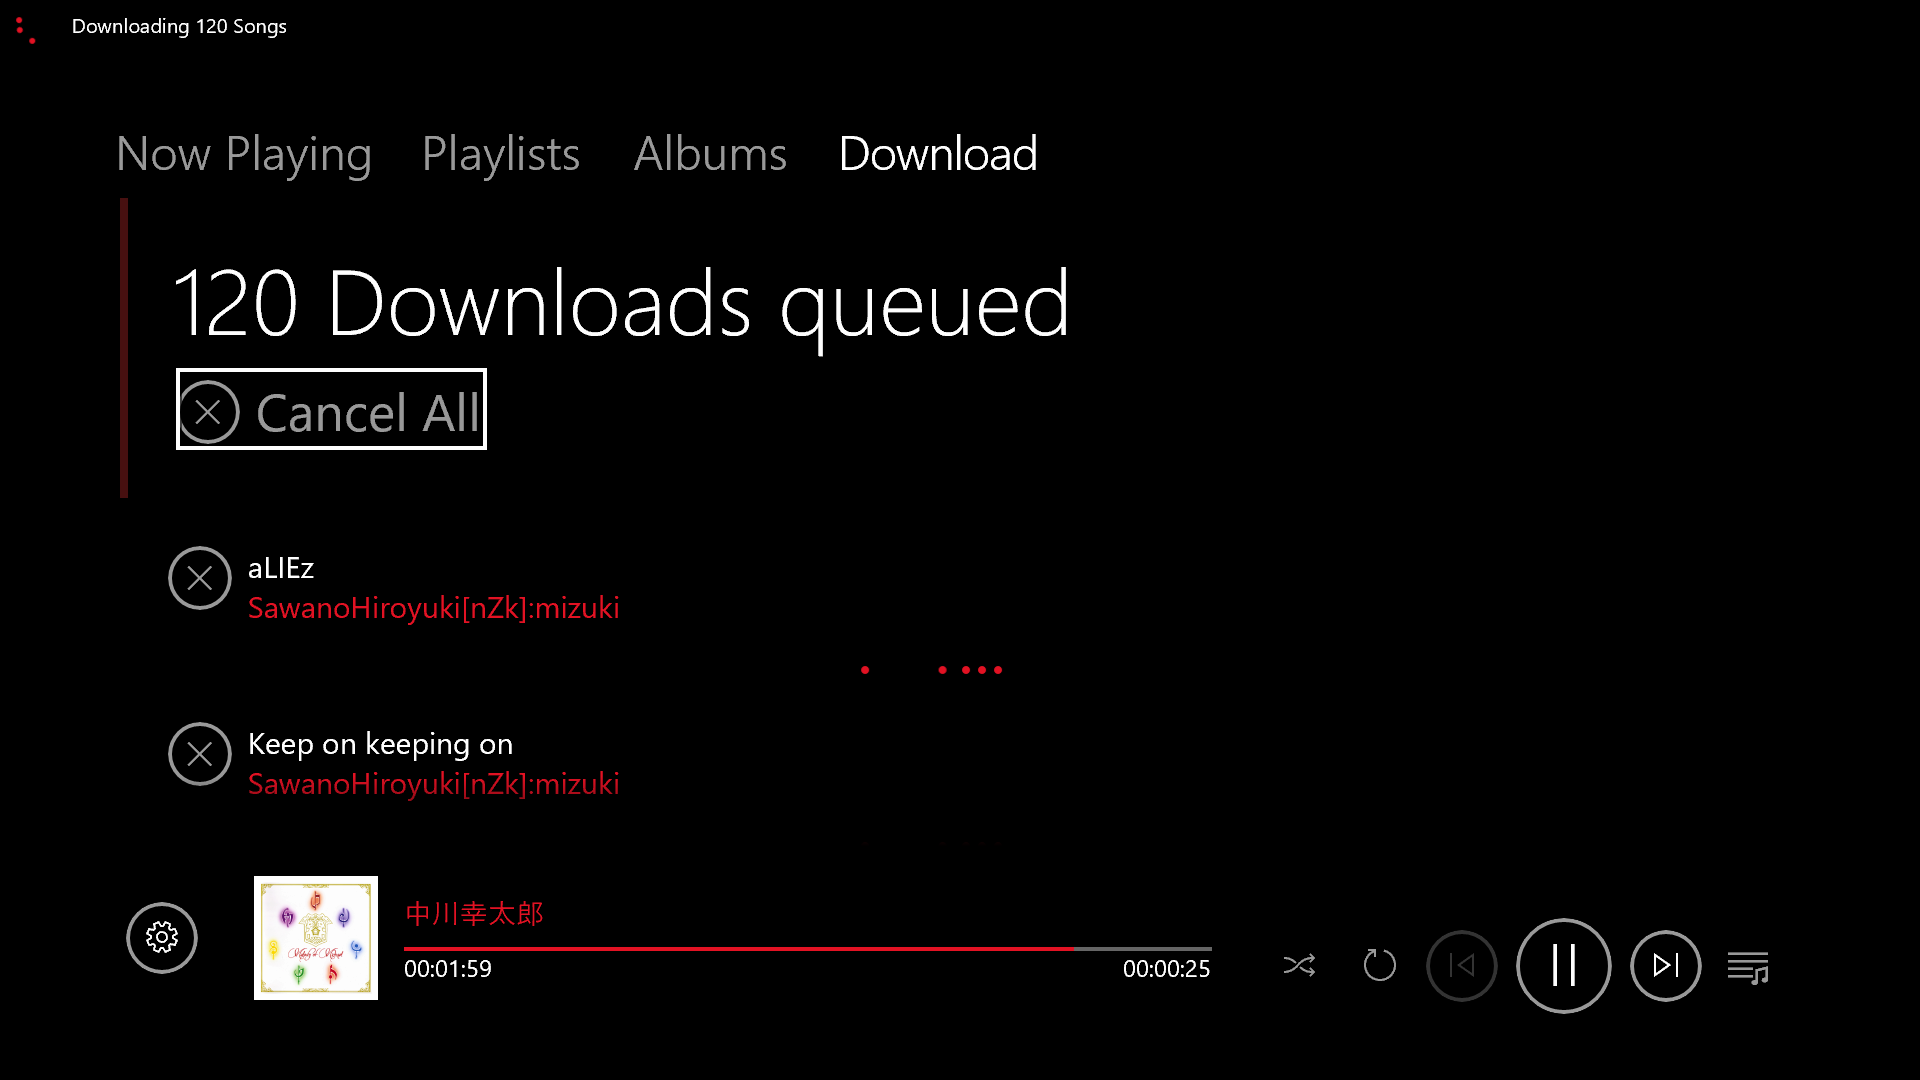 Downloading 120 Songs
Now Playing Playlists Albums Download
120 Downloads queued
Cancel All
aLIEz
SawanoHiroyuki[nZk]:mizuki
Keep on keeping on
SawanoHiroyuki[nZk]:mizuki
中川幸太郎
00:01:59 00:00:25